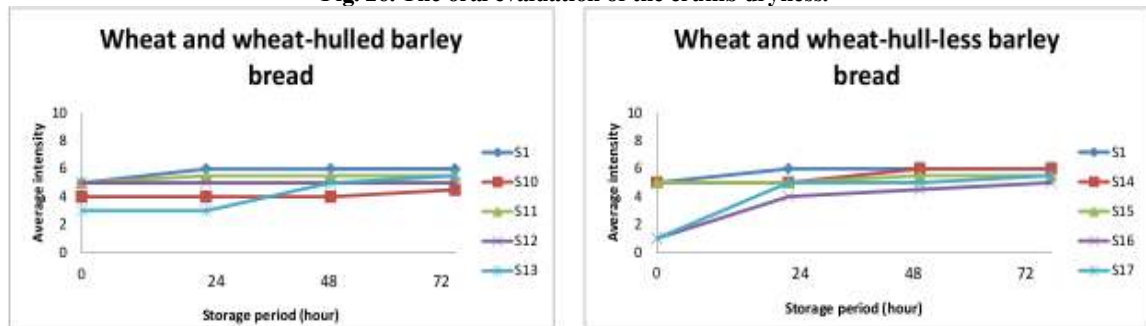 Fig. 20. The oral evaluation of the crumb dryness.
Wheat and wheat-hulled barley
bread
10
8
6
4
2
0
Average intensity
0
24
48
72
Storage period (hour)
S1
S10
S11
S12
S13
Wheat and wheat-hull-less barley
bread
10
8
6
4
2
0
Average intensity
0
24
48
72
Storage period (hour)
S1
S14
S15
S16
S17